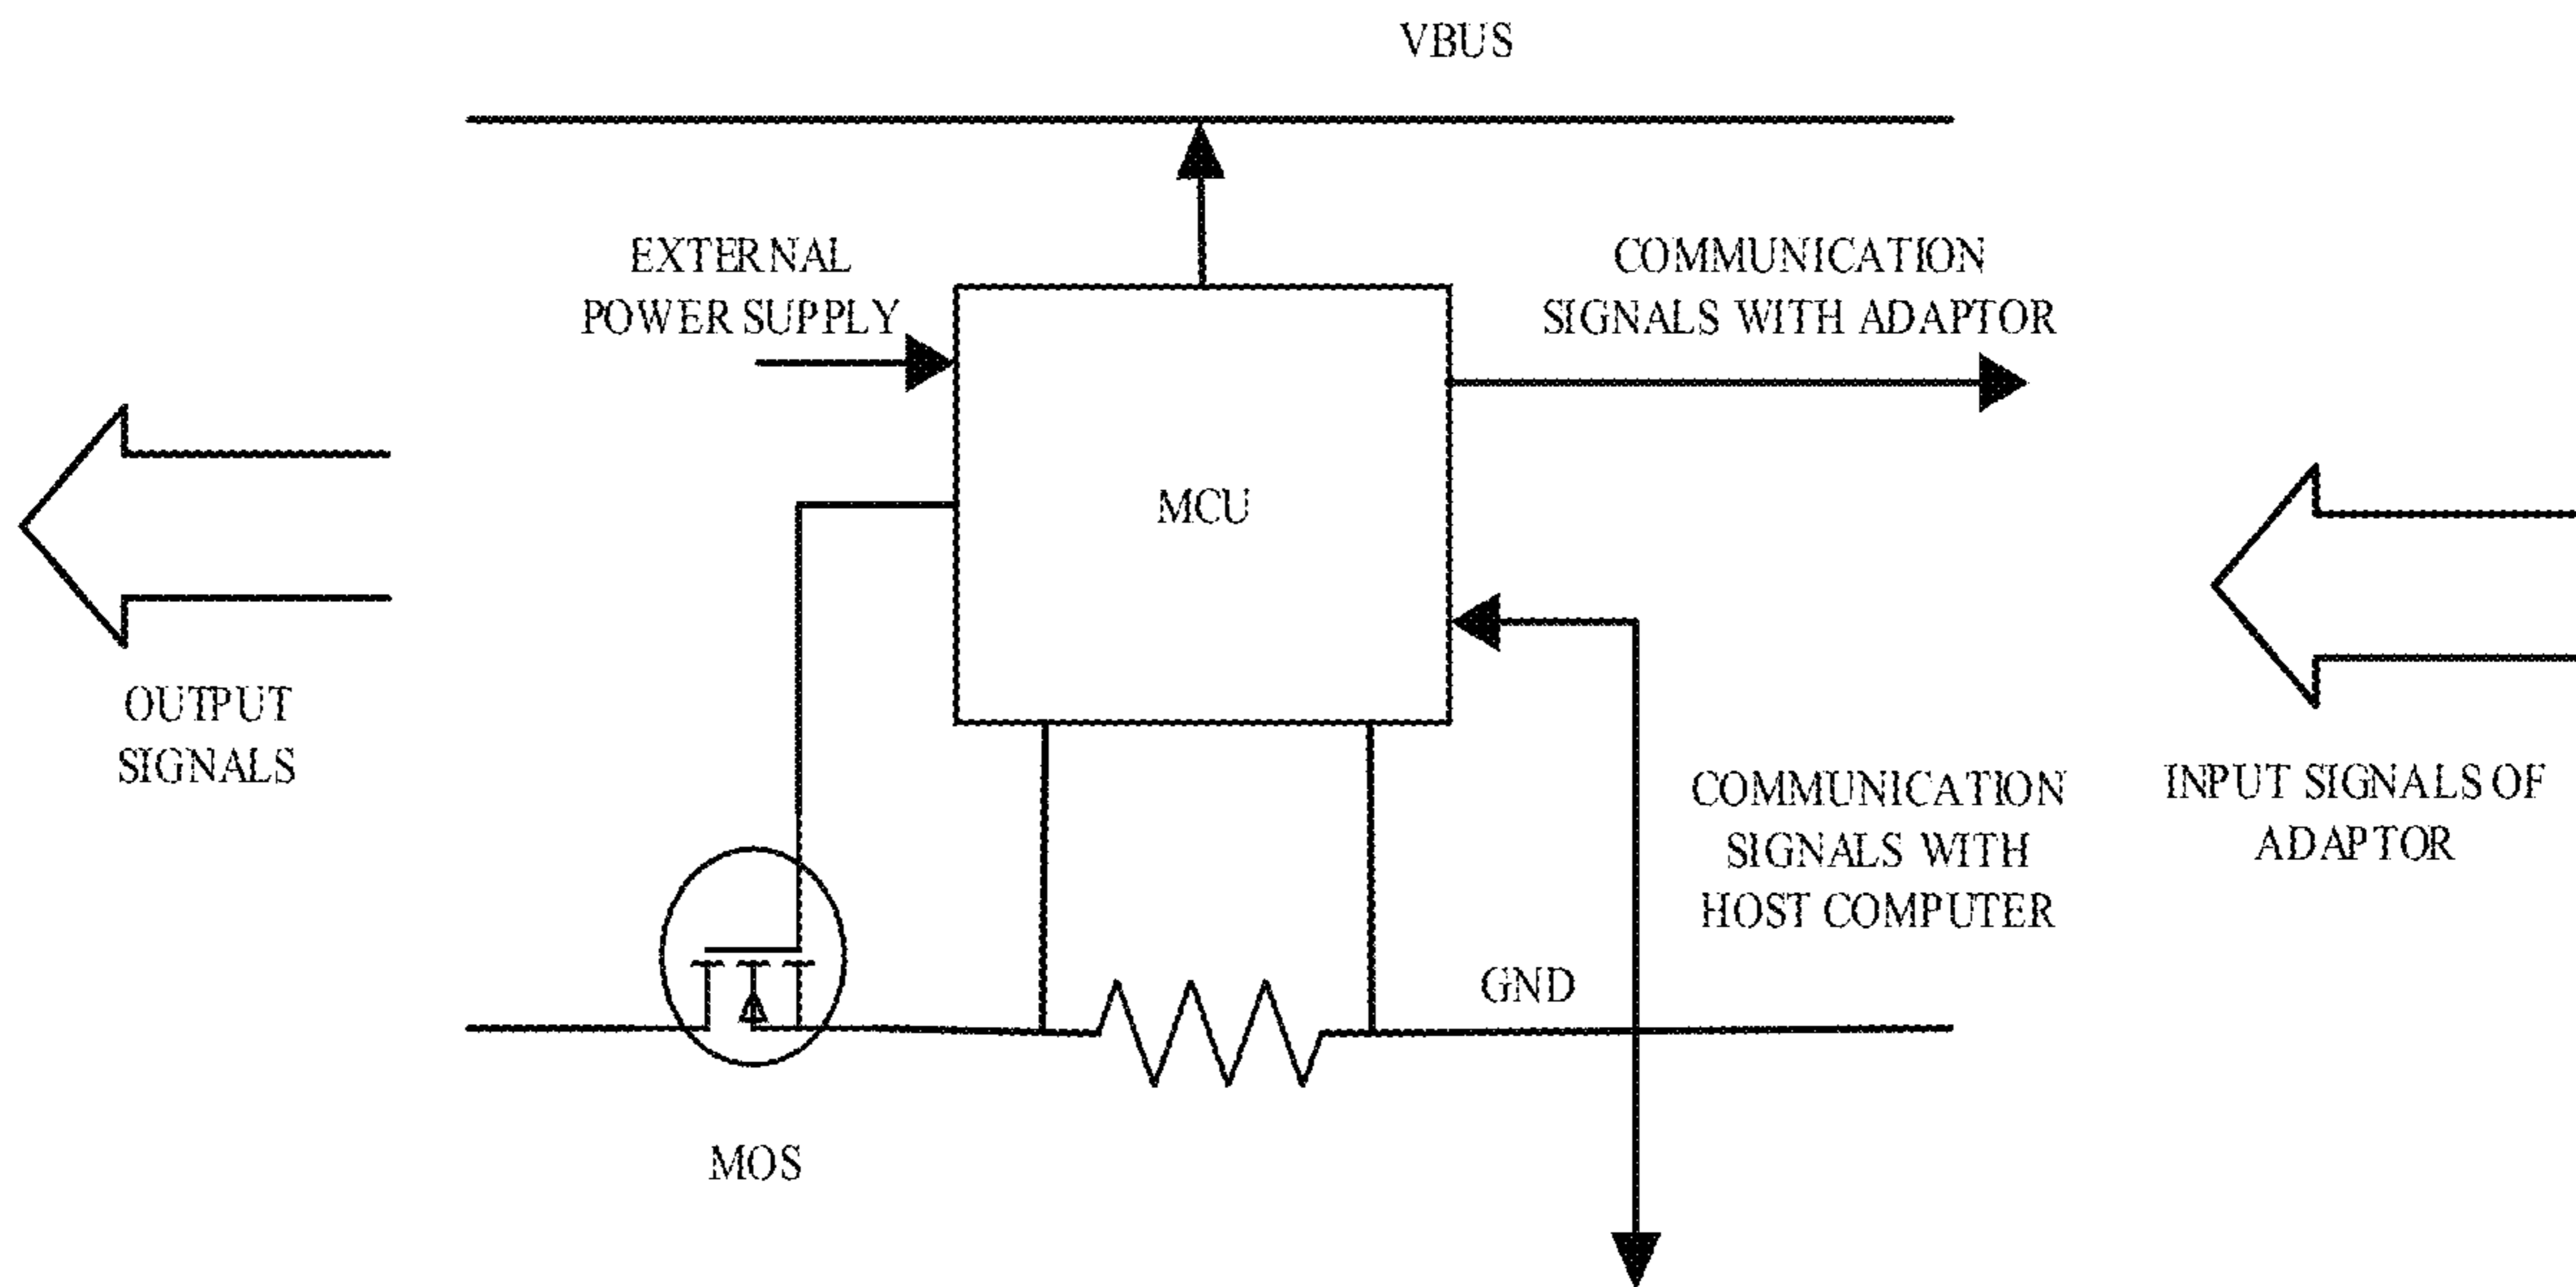 VBUS
EXTERNAL
POWER SUPPLY
COMMUNICATION
SIGNALS WITH ADAPTOR
MCU
OUTPUT
SIGNALS
COMMUNICATION
SIGNALS WITH
HOST COMPUTER
INPUT SIGNALS OF
ADAPTOR
GND
MOS